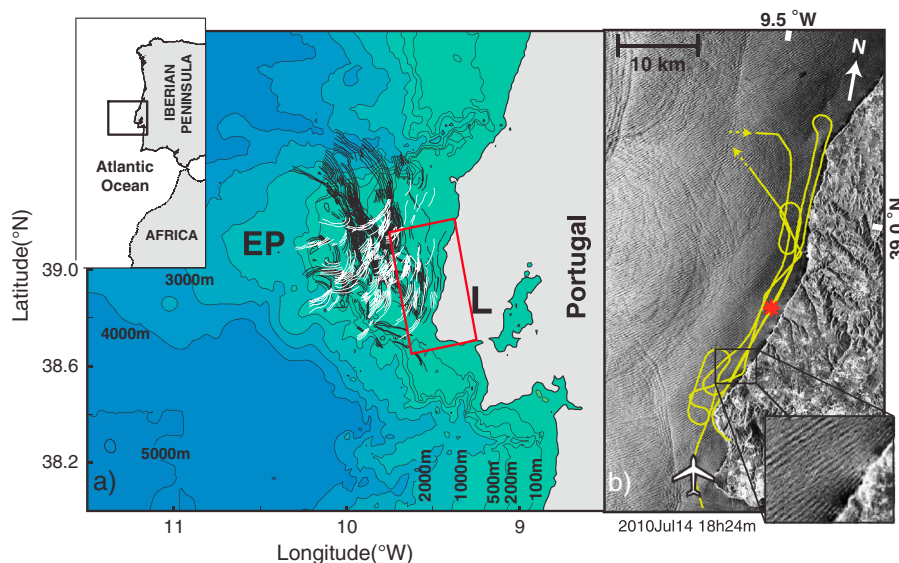 IBERIAN
PENINSULA
Atlantic
Ocean
AFRICA
EP
L
Portugal
3000m
4000m
5000m
2000m
1000m
500m
200m
100m
39.0
38.6
38.2
Latitude(°N)
11
10
9
Longitude(°W)
a)
9.5 °W
10 km
N
39.0 °N
b)
2010Jul14 18h24m